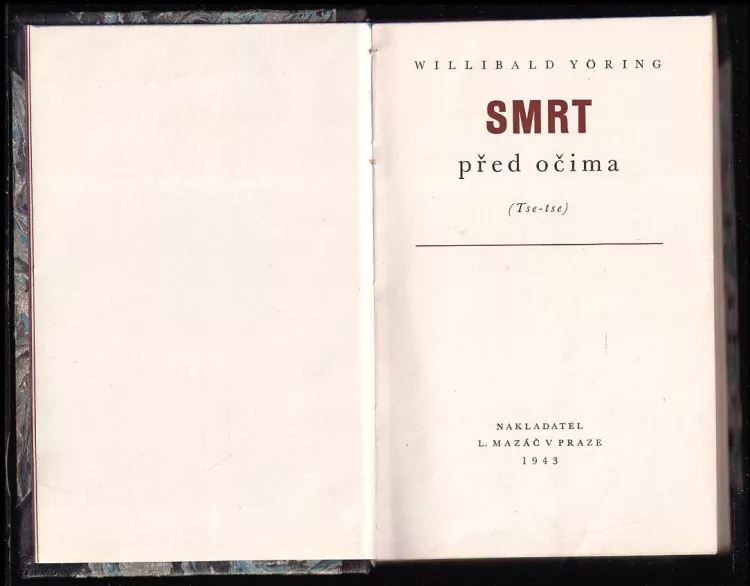 WILLIBALD YÖRING
SMRT
před očima
(Tse-tse)
NAKLADATEL
L. MAZÁČ V PRAZE
1943